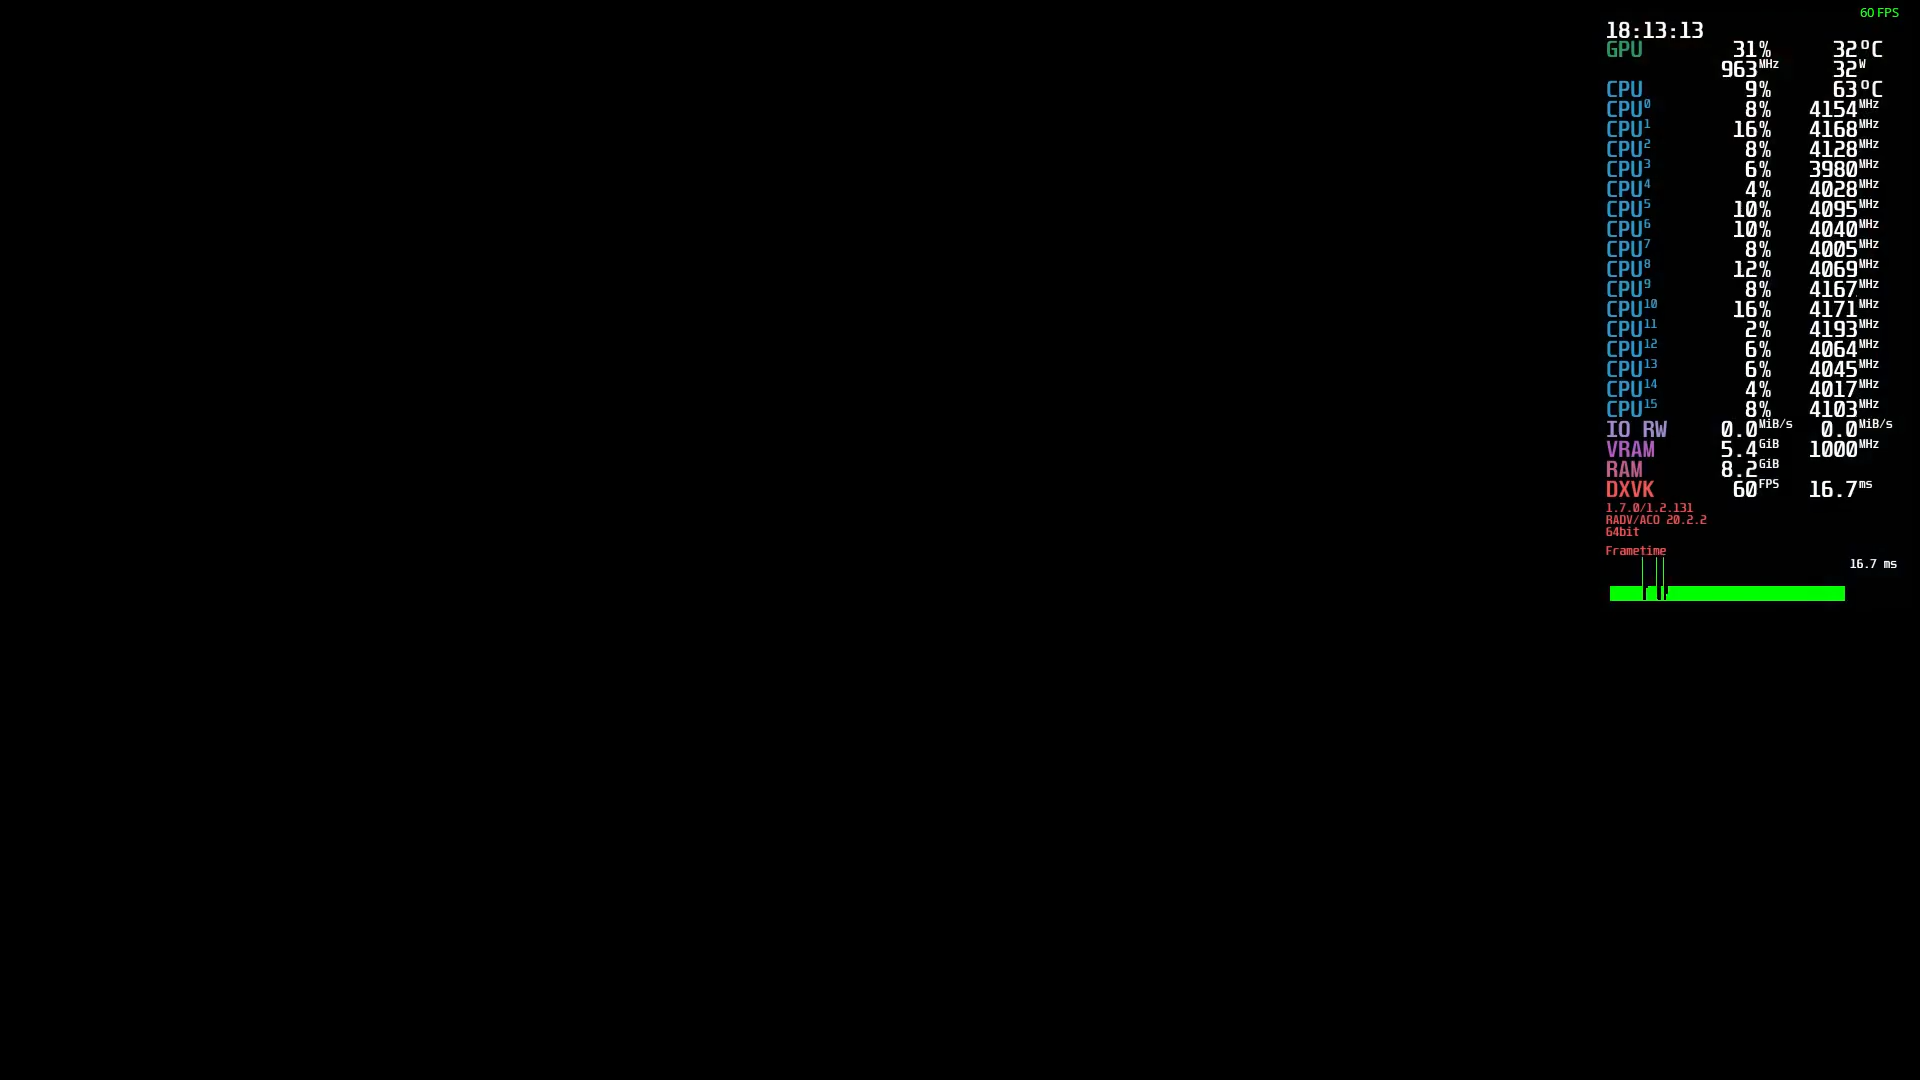 60 FPS
18:13:13
GPU 31% 32°C
963MHz 32W
CPU 9% 63°C
CPU0 8% 4154MHz
CPU1 16% 4168MHz
CPU2 8% 4128MHz
CPU3 6% 3980MHz
CPU4 4% 4028MHz
CPU5 10% 4095MHz
CPU6 10% 4040MHz
CPU7 8% 4005MHz
CPU8 12% 4069MHz
CPU9 8% 4167MHz
CPU10 16% 4171MHz
CPU11 2% 4193MHz
CPU12 6% 4064MHz
CPU13 6% 4045MHz
CPU14 4% 4017MHz
CPU15 8% 4103MHz
IO RW 0.0MiB/s 0.0MiB/s
VRAM 5.4GiB 1000MHz
RAM 8.2GiB
DXVK 60FPS 16.7ms
1.7.0/1.2.131
RADV/ACO 20.2.2
64bit
Frametime
16.7 ms